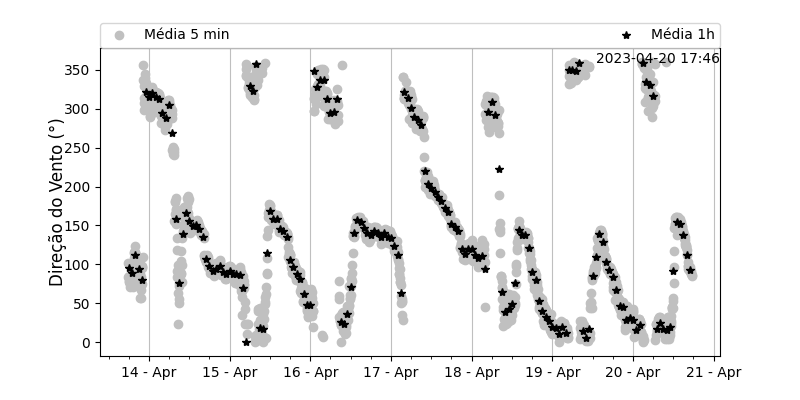 Média 5 min
Média 1h
2023-04-20 17:46
Direção do Vento (°)
350
300
250
200
150
100
50
0
14 - Apr
15 - Apr
16 - Apr
17 - Apr
18 - Apr
19 - Apr
20 - Apr
21 - Apr